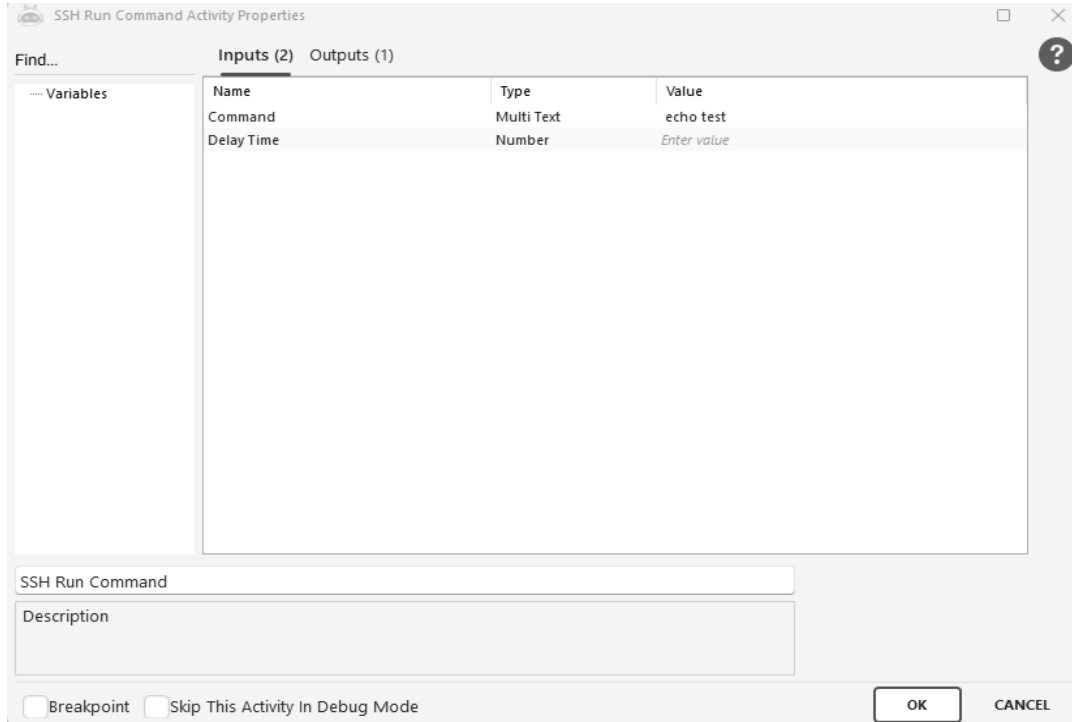 SSH Run Command Activity Properties
Find...
Inputs (2) Outputs (1)
?
Variables
Name Type Value
Command Multi Text echo test
Delay Time Number Enter value
SSH Run Command
Description
Breakpoint Skip This Activity In Debug Mode OK CANCEL